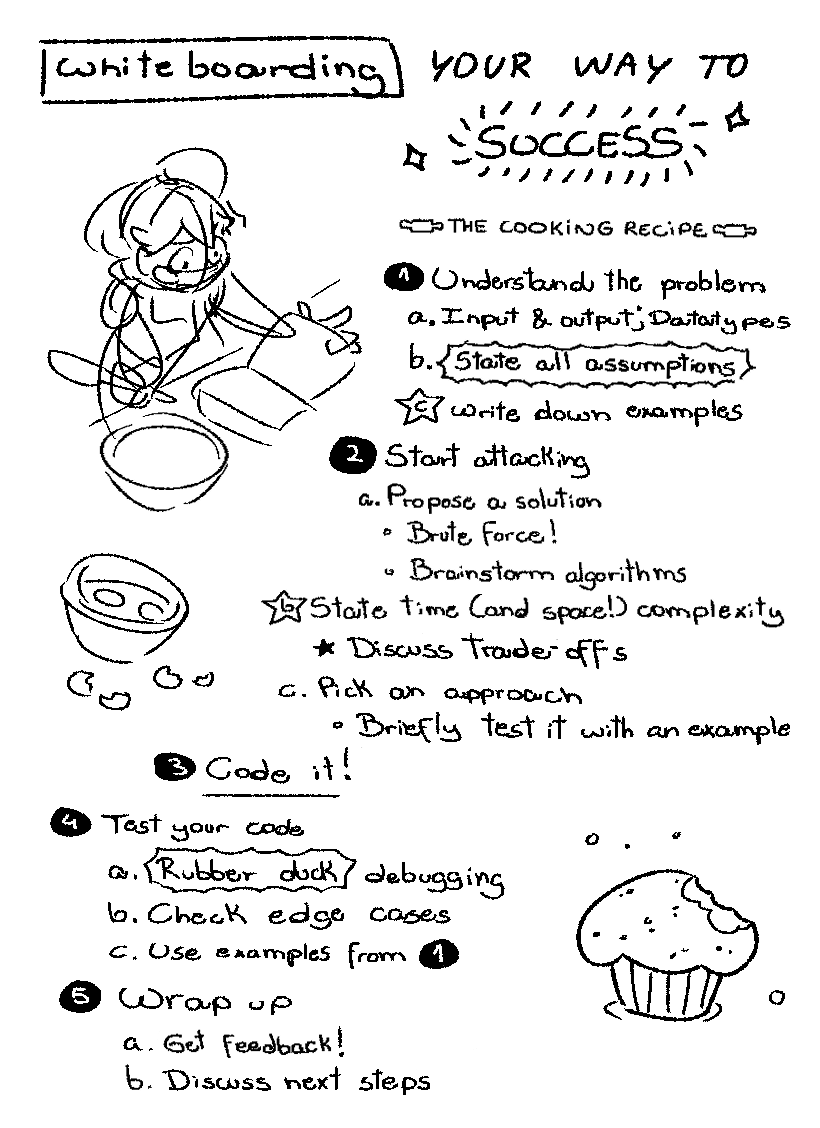 whiteboarding YOUR WAY TO
SUCCESS
THE COOKING RECIPE
1 Understand the problem
a. Input & output; Datatypes
b. State all assumptions
c write down examples
2 Start attacking
a. Propose a solution
• Brute Force!
• Brainstorm algorithms
b State time (and space!) complexity
★ Discuss trade-offs
c. Pick an approach
• Briefly test it with an example
3 Code it!
4 Test your code
a. Rubber duck debugging
b. Check edge cases
c. Use examples from 1
5 Wrap up
a. Get feedback!
b. Discuss next steps